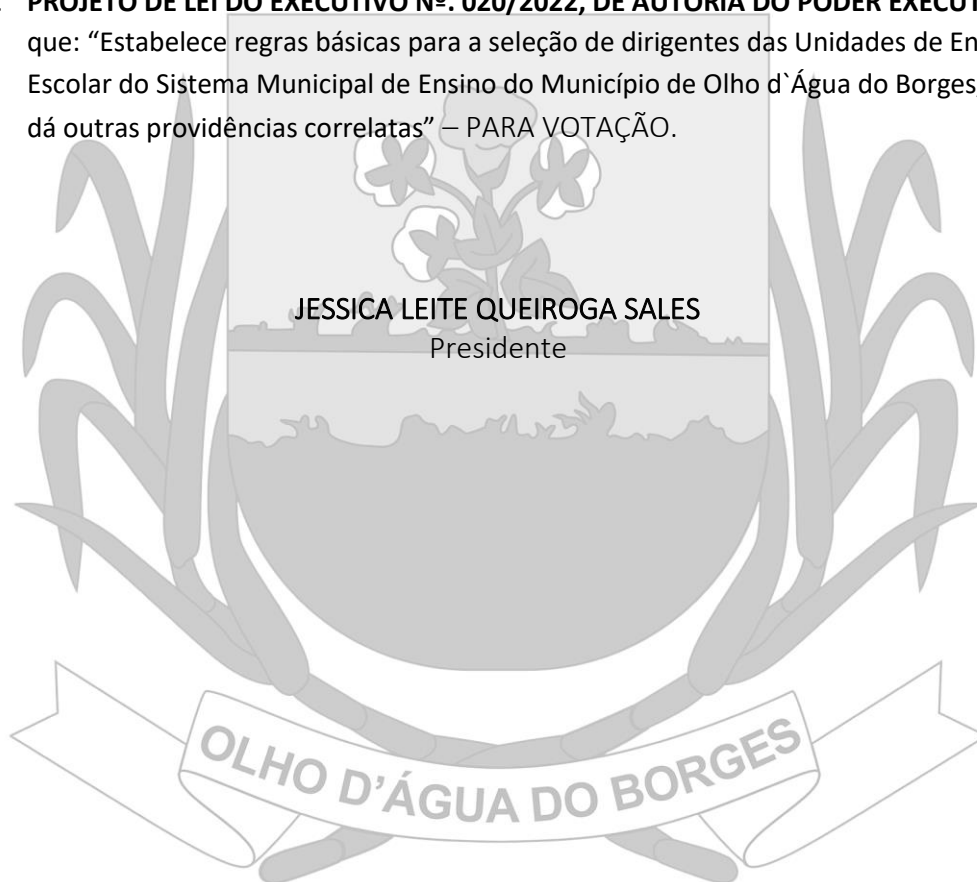 PROJETO DE LEI DO EXECUTIVO Nº. 020/2022, DE AUTORIA DO PODER
que: “Estabelece regras básicas para a seleção de dirigentes das Unidades de
Escolar do Sistema Municipal de Ensino do Município de Olho d`Água do Borges,
dá outras providências correlatas” – PARA VOTAÇÃO.
JESSICA LEITE QUEIROGA SALES
Presidente
OLHO D'ÁGUA DO BORGES